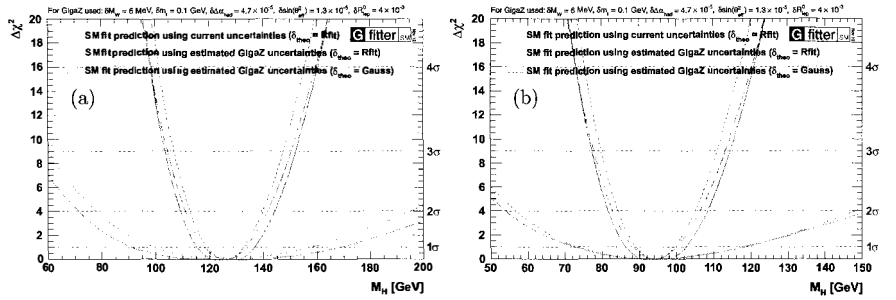 For GigaZ used: δM_W = 6 MeV, δm_t = 0.1 GeV, δΔα_had = 4.7 × 10⁻⁵, δsin(θ_eff^l) = 1.3 × 10⁻⁵, δR_lep^0 = 4 × 10⁻³
Δχ²
20
18
16
14
12
10
8
6
4
2
0
SM fit prediction using current uncertainties (δ_theo = Rfit)
SM fit prediction using estimated GigaZ uncertainties (δ_theo = Rfit)
SM fit prediction using estimated GigaZ uncertainties (δ_theo = Gauss)
G fitter SM
(a)
4σ
3σ
2σ
1σ
60 80 100 120 140 160 180 200
M_H [GeV]
For GigaZ used: δM_W = 6 MeV, δm_t = 0.1 GeV, δΔα_had = 4.7 × 10⁻⁵, δsin(θ_eff^l) = 1.3 × 10⁻⁵, δR_lep^0 = 4 × 10⁻³
Δχ²
20
18
16
14
12
10
8
6
4
2
0
SM fit prediction using current uncertainties (δ_theo = Rfit)
SM fit prediction using estimated GigaZ uncertainties (δ_theo = Rfit)
SM fit prediction using estimated GigaZ uncertainties (δ_theo = Gauss)
G fitter SM
(b)
4σ
3σ
2σ
1σ
50 60 70 80 90 100 110 120 130 140 150
M_H [GeV]